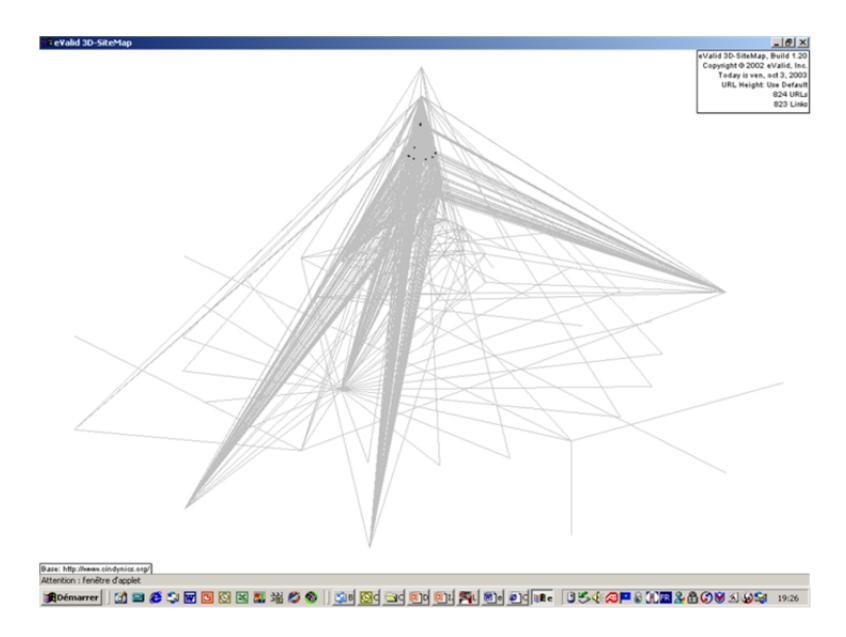 eValid 3D-SiteMap
eValid 3D-SiteMap, Build 1.20
Copyright © 2002 eValid, Inc.
Today is ven, oct 3, 2003
URL Height: Use Default
824 URLs
823 Links
Base: http://www.cindynics.org/
Attention : fenêtre d'applet
Démarrer
FR
19:26